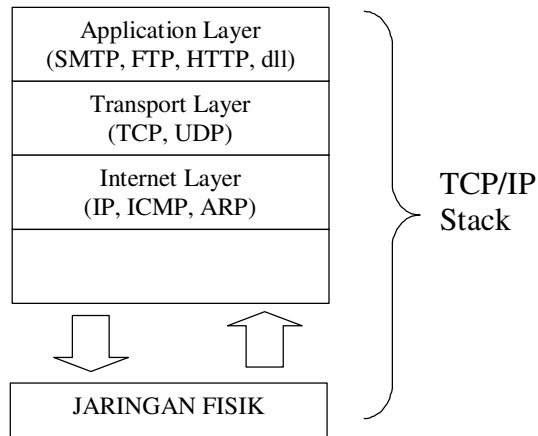 Application Layer
(SMTP, FTP, HTTP, dll)
Transport Layer
(TCP, UDP)
Internet Layer
(IP, ICMP, ARP)
TCP/IP
Stack
JARINGAN FISIK